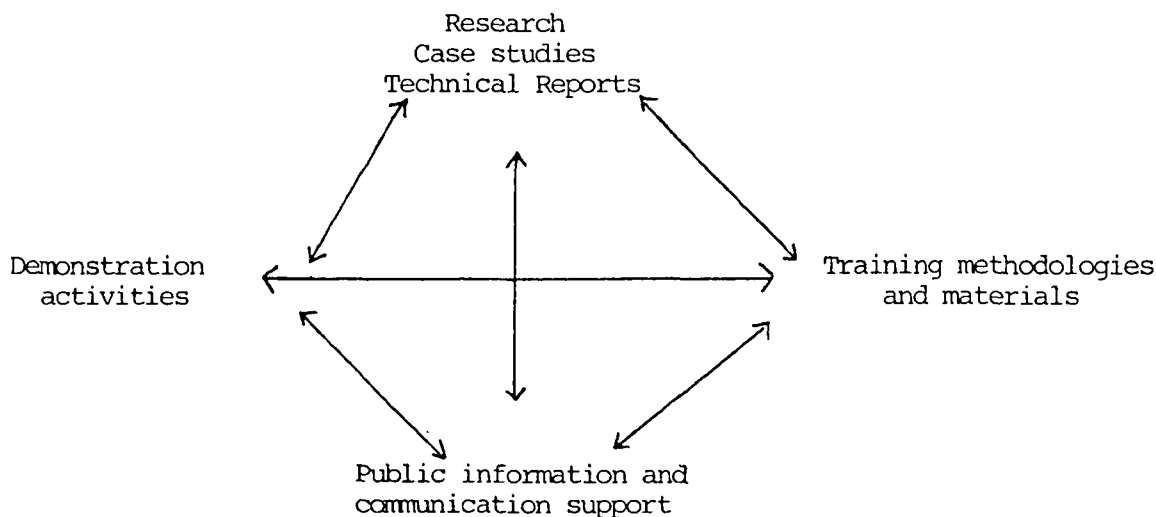 Research
Case studies
Technical Reports
Demonstration
activities
Training methodologies
and materials
Public information and
communication support